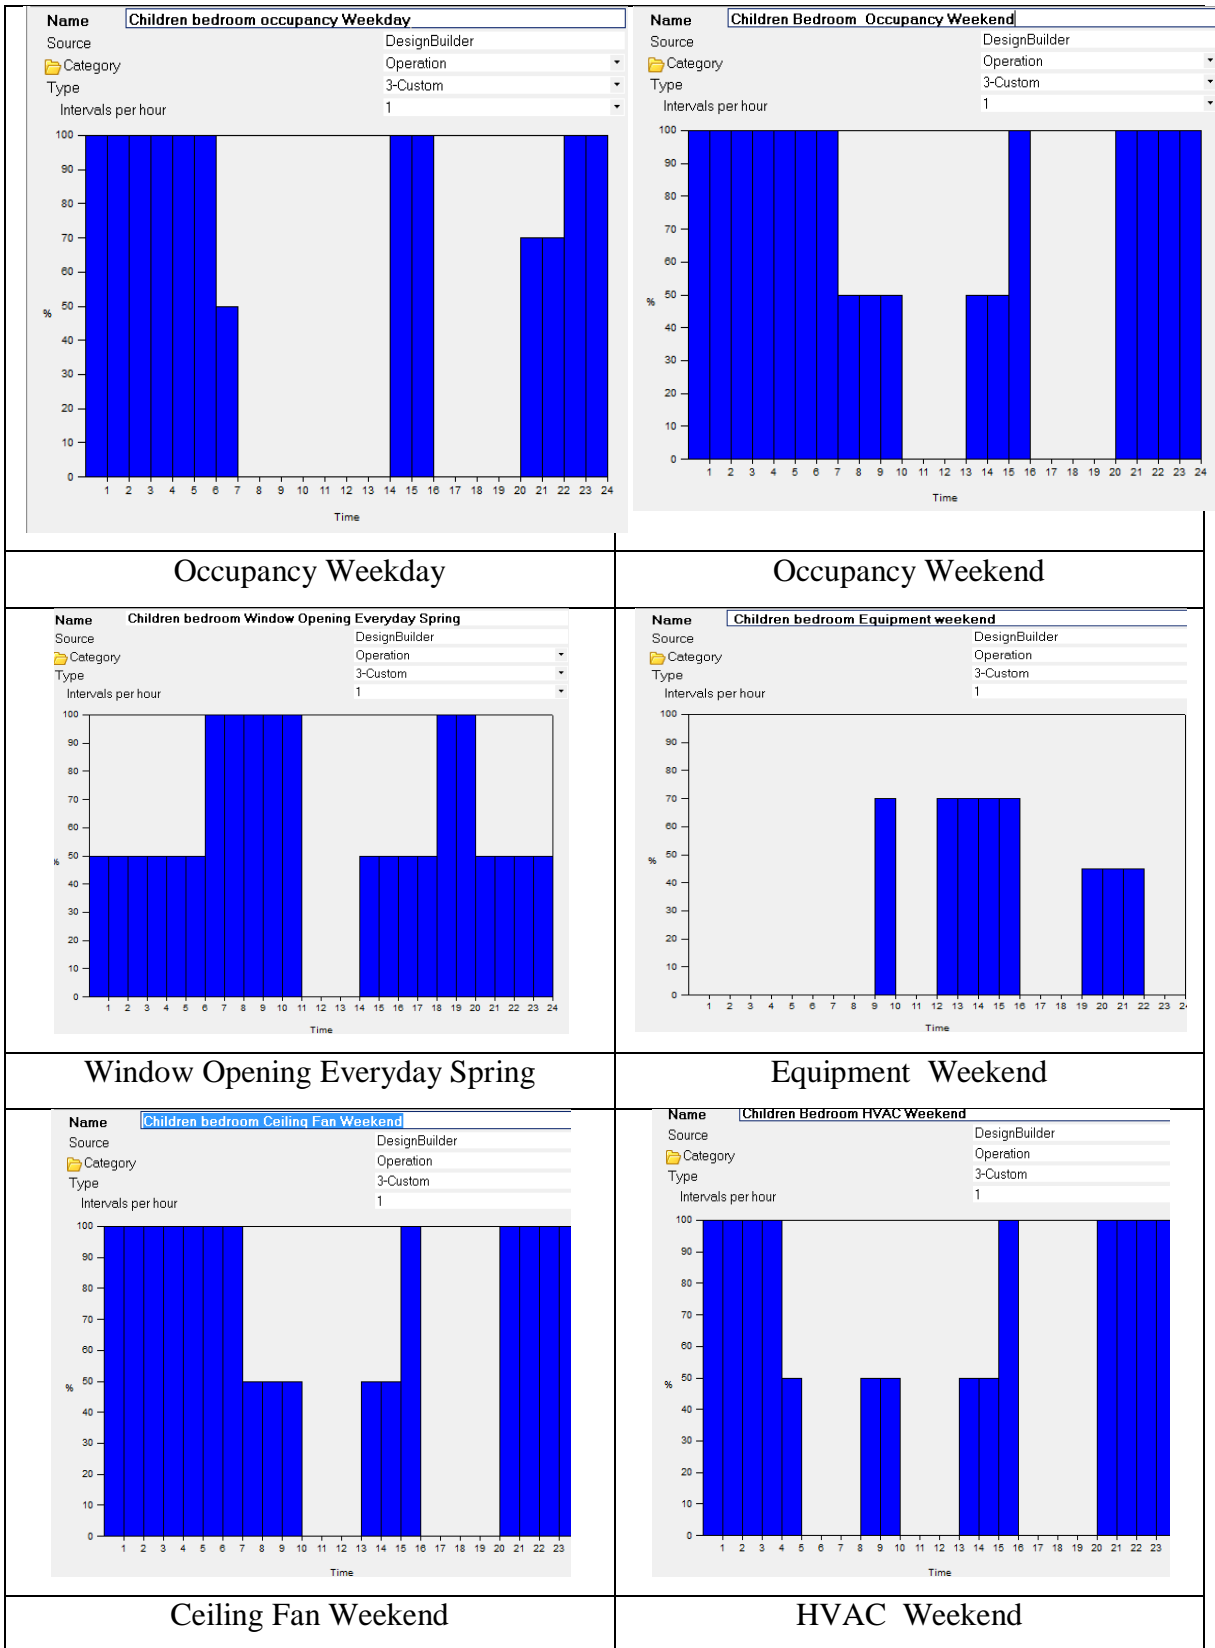 Name Children bedroom occupancy Weekday
Source DesignBuilder
Category Operation
Type 3-Custom
Intervals per hour 1
100
90
80
70
60
50
%
40
30
20
10
0
1 2 3 4 5 6 7 8 9 10 11 12 13 14 15 16 17 18 19 20 21 22 23 24
Time
Name Children Bedroom Occupancy Weekend
Source DesignBuilder
Category Operation
Type 3-Custom
Intervals per hour 1
100
90
80
70
60
50
%
40
30
20
10
0
1 2 3 4 5 6 7 8 9 10 11 12 13 14 15 16 17 18 19 20 21 22 23 24
Time
Occupancy Weekday
Occupancy Weekend
Name Children bedroom Window Opening Everyday Spring
Source DesignBuilder
Category Operation
Type 3-Custom
Intervals per hour 1
100
90
80
70
60
50
%
40
30
20
10
0
1 2 3 4 5 6 7 8 9 10 11 12 13 14 15 16 17 18 19 20 21 22 23 24
Time
Name Children bedroom Equipment weekend
Source DesignBuilder
Category Operation
Type 3-Custom
Intervals per hour 1
100
90
80
70
60
50
%
40
30
20
10
0
1 2 3 4 5 6 7 8 9 10 11 12 13 14 15 16 17 18 19 20 21 22 23
Time
Window Opening Everyday Spring
Equipment Weekend
Name Children bedroom Ceiling Fan Weekend
Source DesignBuilder
Category Operation
Type 3-Custom
Intervals per hour 1
100
90
80
70
60
50
%
40
30
20
10
0
1 2 3 4 5 6 7 8 9 10 11 12 13 14 15 16 17 18 19 20 21 22 23
Time
Name Children Bedroom HVAC Weekend
Source DesignBuilder
Category Operation
Type 3-Custom
Intervals per hour 1
100
90
80
70
60
50
%
40
30
20
10
0
1 2 3 4 5 6 7 8 9 10 11 12 13 14 15 16 17 18 19 20 21 22 23
Time
Ceiling Fan Weekend
HVAC Weekend